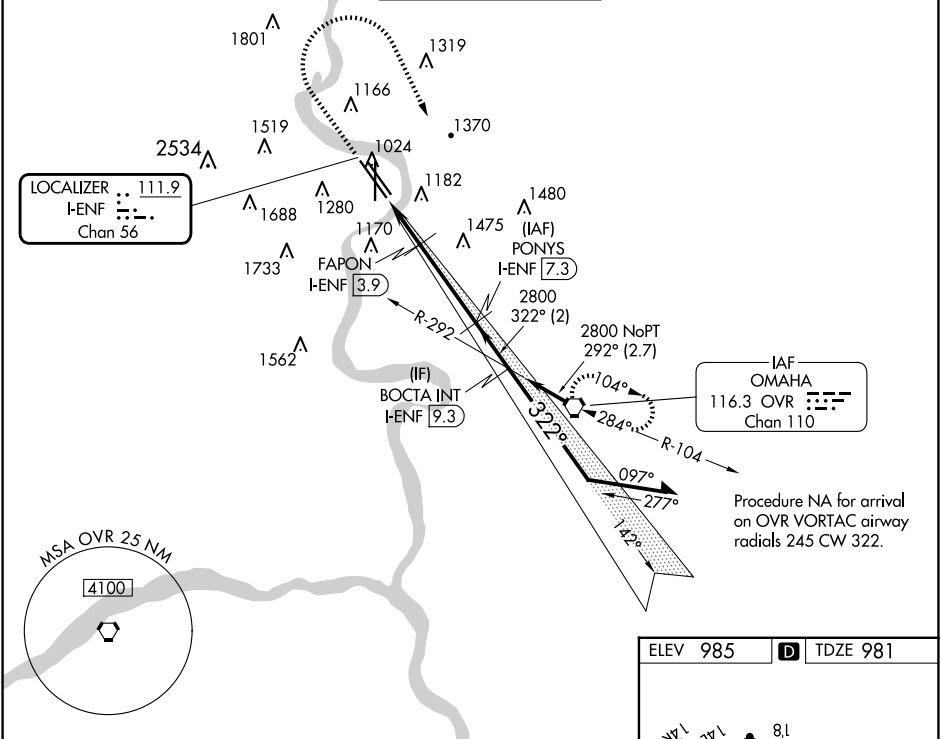 1801
1319
1166
1370
1519
1024
2534
LOCALIZER 111.9
I-ENF
Chan 56
1182
1688
1280
1480
1170
1475
1733
(IAF)
PONYS
I-ENF 7.3
FAPON
I-ENF 3.9
2800
322° (2)
R-292
2800 NoPT
292° (2.7)
1562
(IF)
BOCTA INT
I-ENF 9.3
104°
IAF
OMAHA
116.3 OVR
Chan 110
284°
R-104
322°
097°
277°
142°
Procedure NA for arrival
on OVR VORTAC airway
radials 245 CW 322.
MSA OVR 25 NM
4100
ELEV 985 D TDZE 981
14R
14L
18